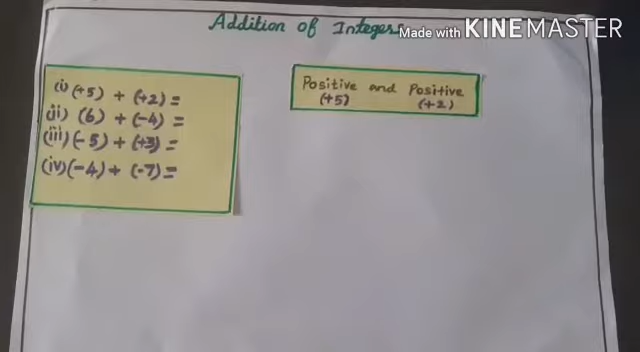 Addition of Integers
Made with KINEMASTER
(i) (+5) + (+2) =
(ii) (6) + (-4) =
(iii) (-5) + (+3) =
(iv) (-4) + (-7) =
Positive and Positive
(+5) (+2)